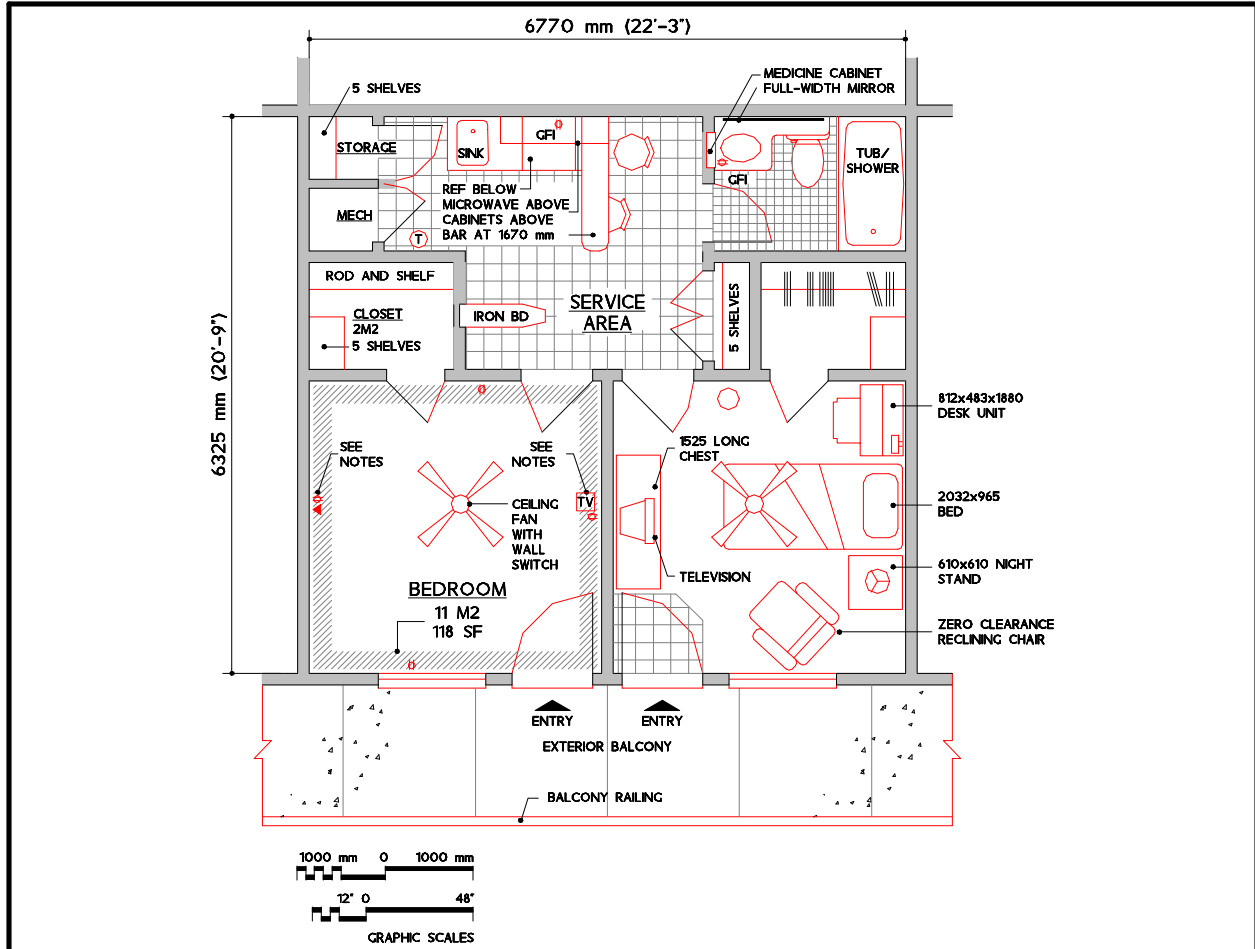 6770 mm (22'-3")
MEDICINE CABINET
FULL-WIDTH MIRROR
5 SHELVES
STORAGE
SINK
GFI
GFI
TUB/
SHOWER
MECH
REF BELOW
MICROWAVE ABOVE
CABINETS ABOVE
BAR AT 1670 mm
T
ROD AND SHELF
CLOSET
2M2
5 SHELVES
IRON BD
SERVICE
AREA
5 SHELVES
6325 mm (20'-9")
812x483x1880
DESK UNIT
SEE
NOTES
SEE
NOTES
TV
1525 LONG
CHEST
CEILING
FAN
WITH
WALL
SWITCH
2032x965
BED
TELEVISION
610x610 NIGHT
STAND
BEDROOM
11 M2
118 SF
ZERO CLEARANCE
RECLINING CHAIR
ENTRY
ENTRY
EXTERIOR BALCONY
BALCONY RAILING
1000 mm 0 1000 mm
12" 0 48"
GRAPHIC SCALES